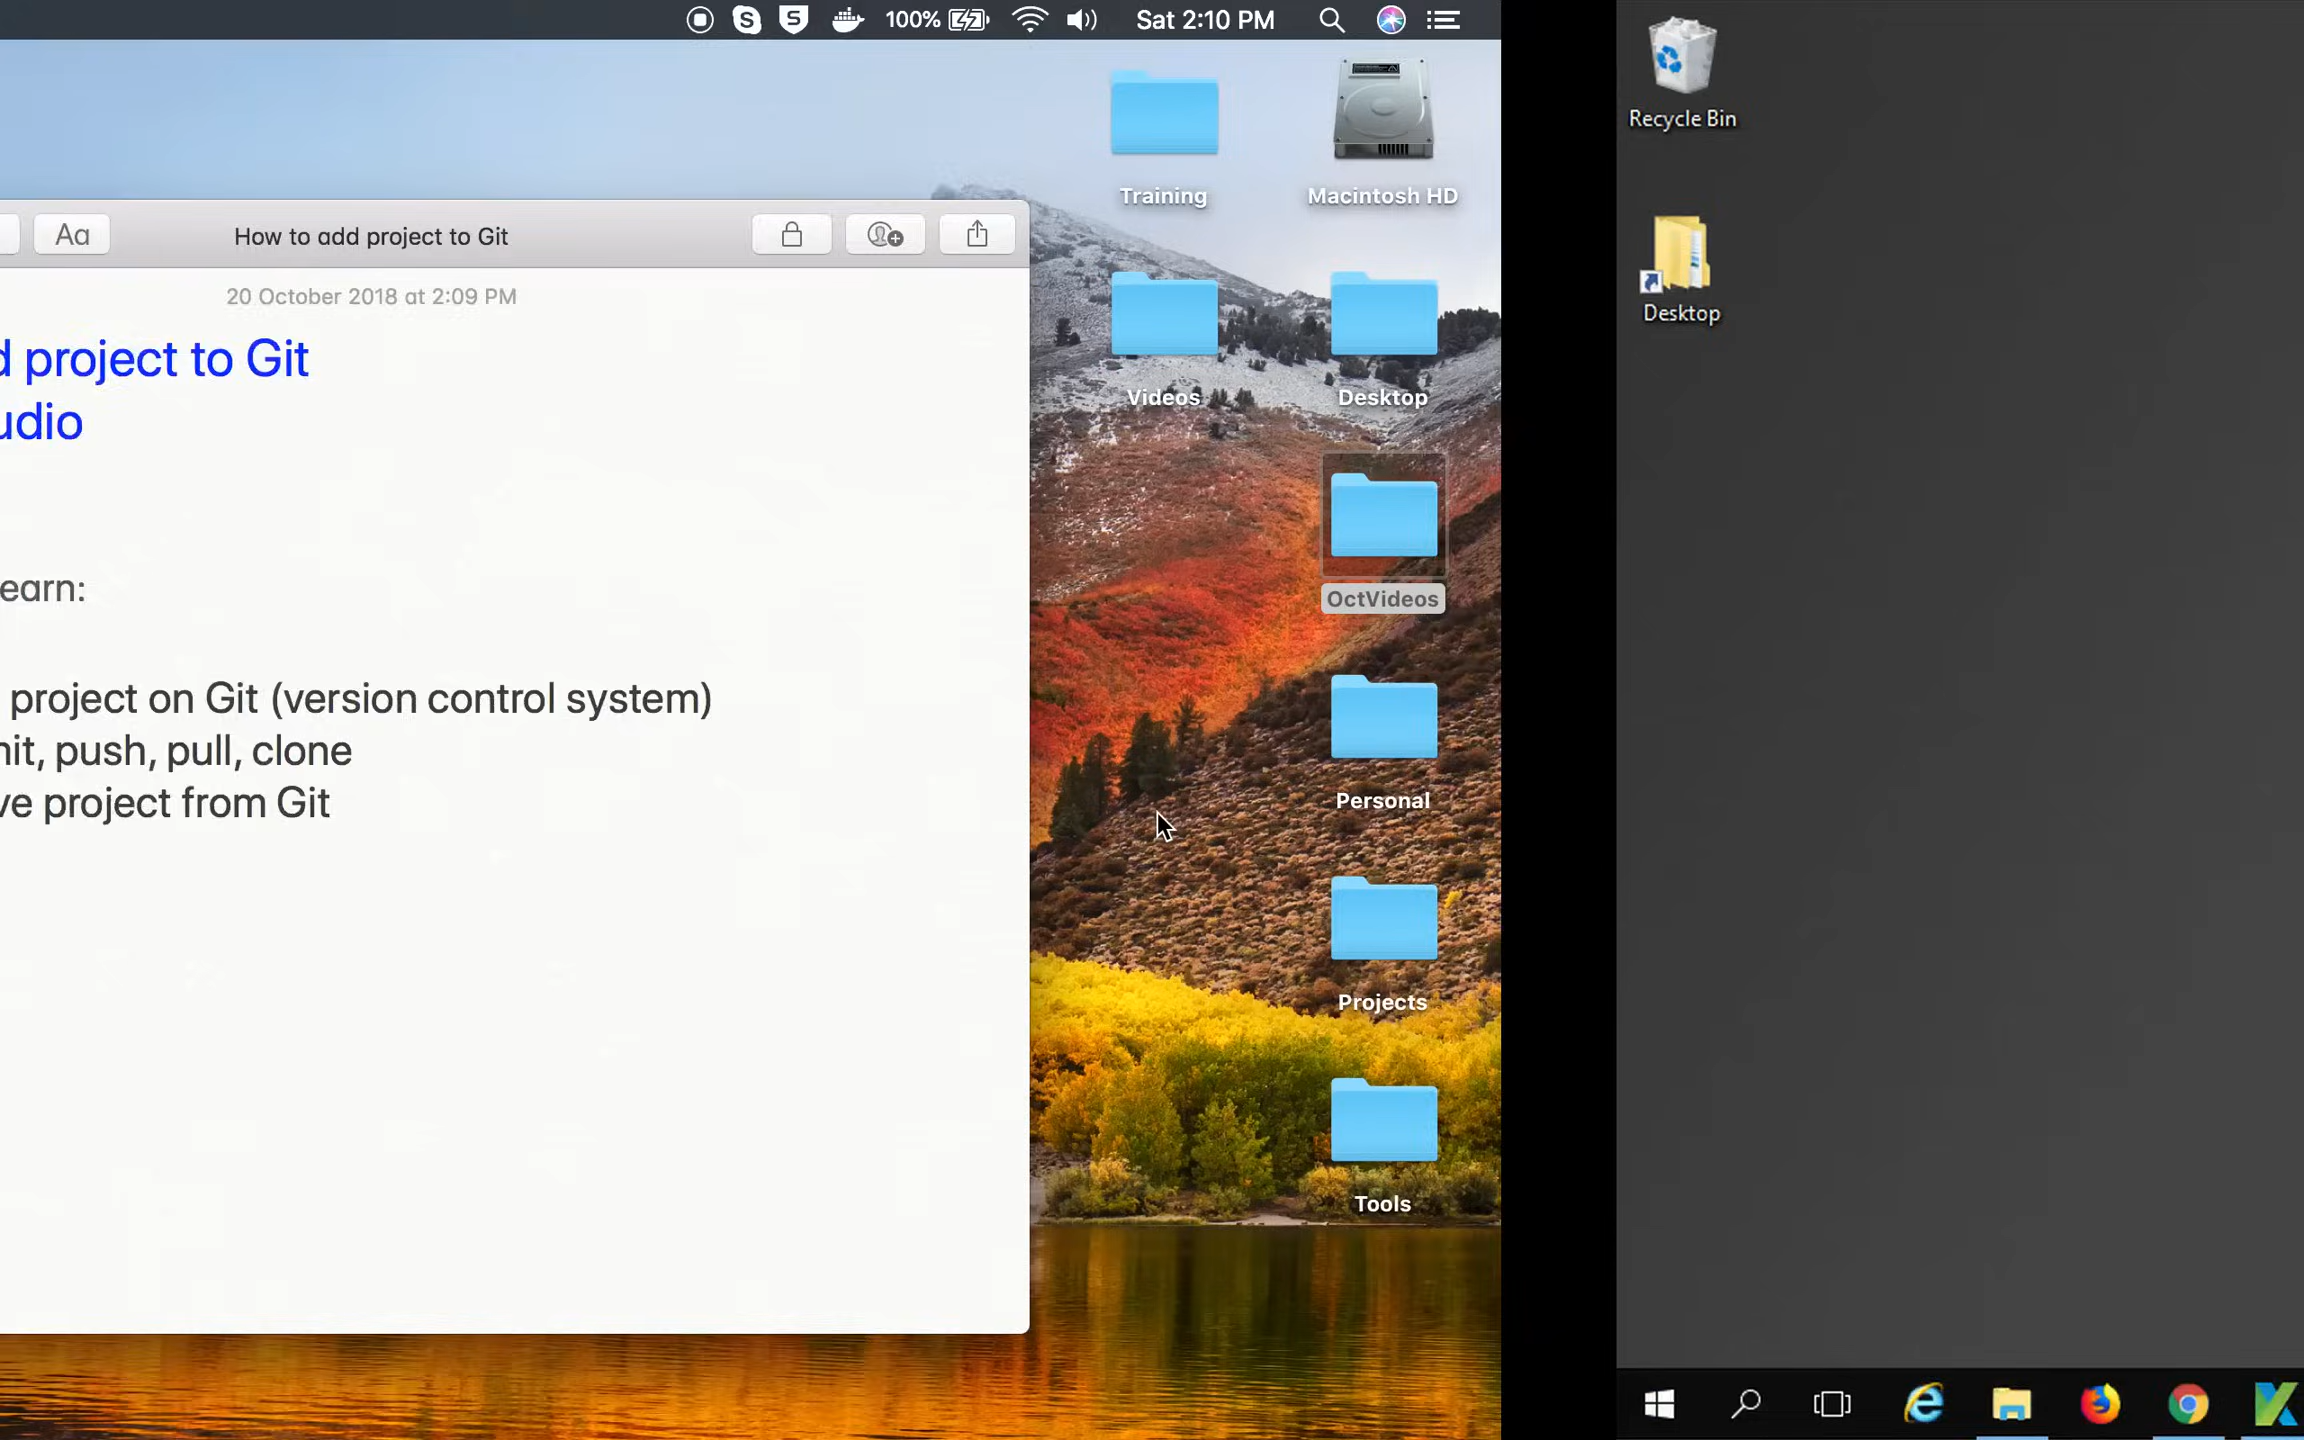 100%
Sat 2:10 PM
Training
Macintosh HD
Recycle Bin
Aa
How to add project to Git
20 October 2018 at 2:09 PM
d project to Git
udio
earn:
project on Git (version control system)
nit, push, pull, clone
ve project from Git
Videos
Desktop
OctVideos
Personal
Projects
Tools
Desktop